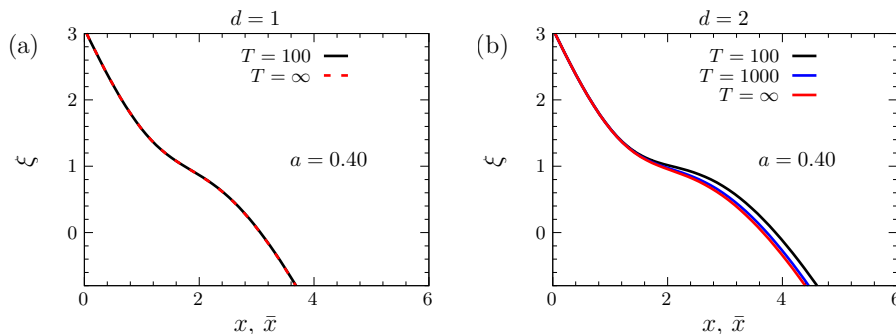 d = 1
(a)
T = 100
T = ∞
a = 0.40
ξ
3
2
1
0
0 2 4 6
x, x̄
d = 2
(b)
T = 100
T = 1000
T = ∞
a = 0.40
ξ
3
2
1
0
0 2 4 6
x, x̄